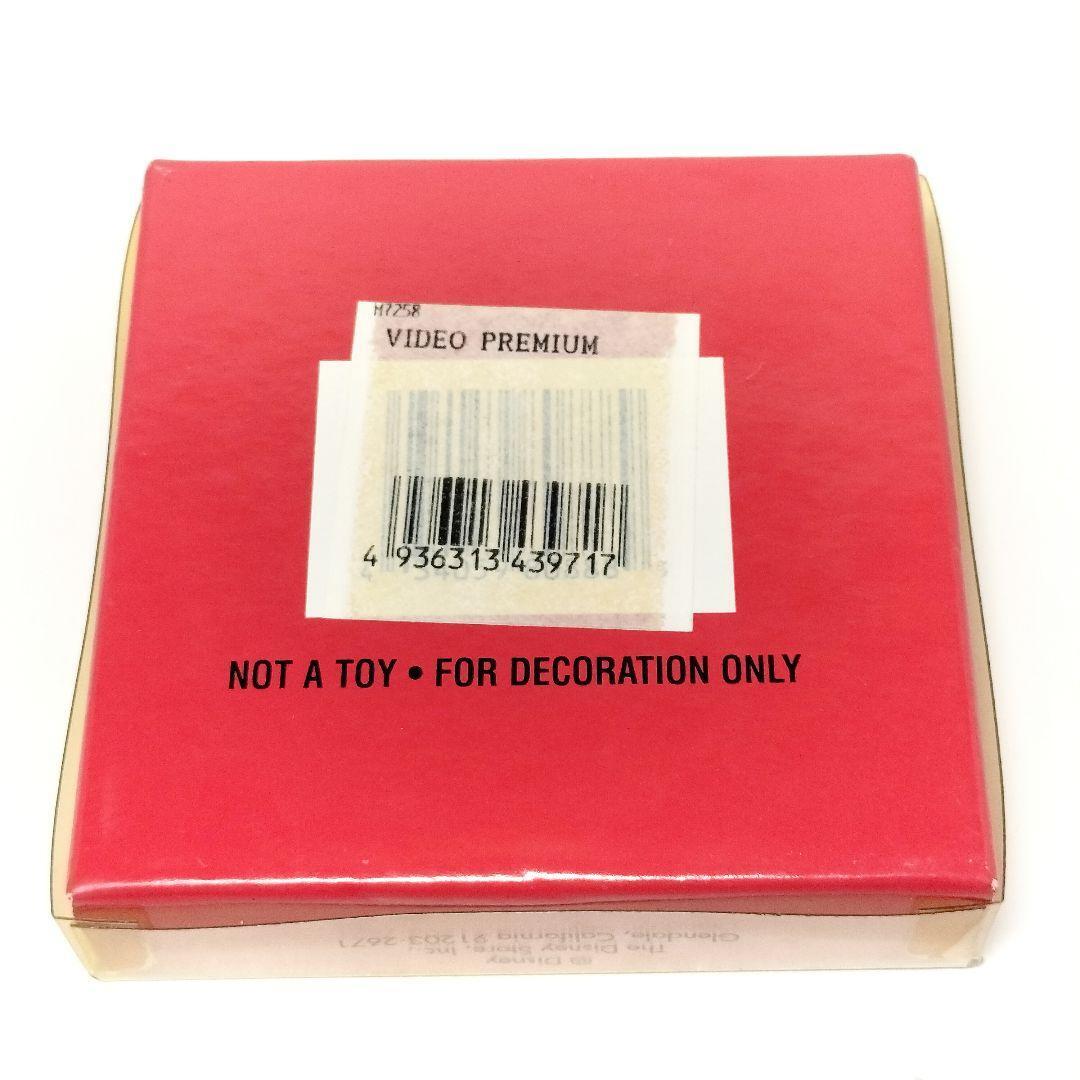 M7258
VIDEO PREMIUM
4 936313 439717
NOT A TOY • FOR DECORATION ONLY
© Disney
The Disney Store, Inc.,
Glendale, California 91203-2671